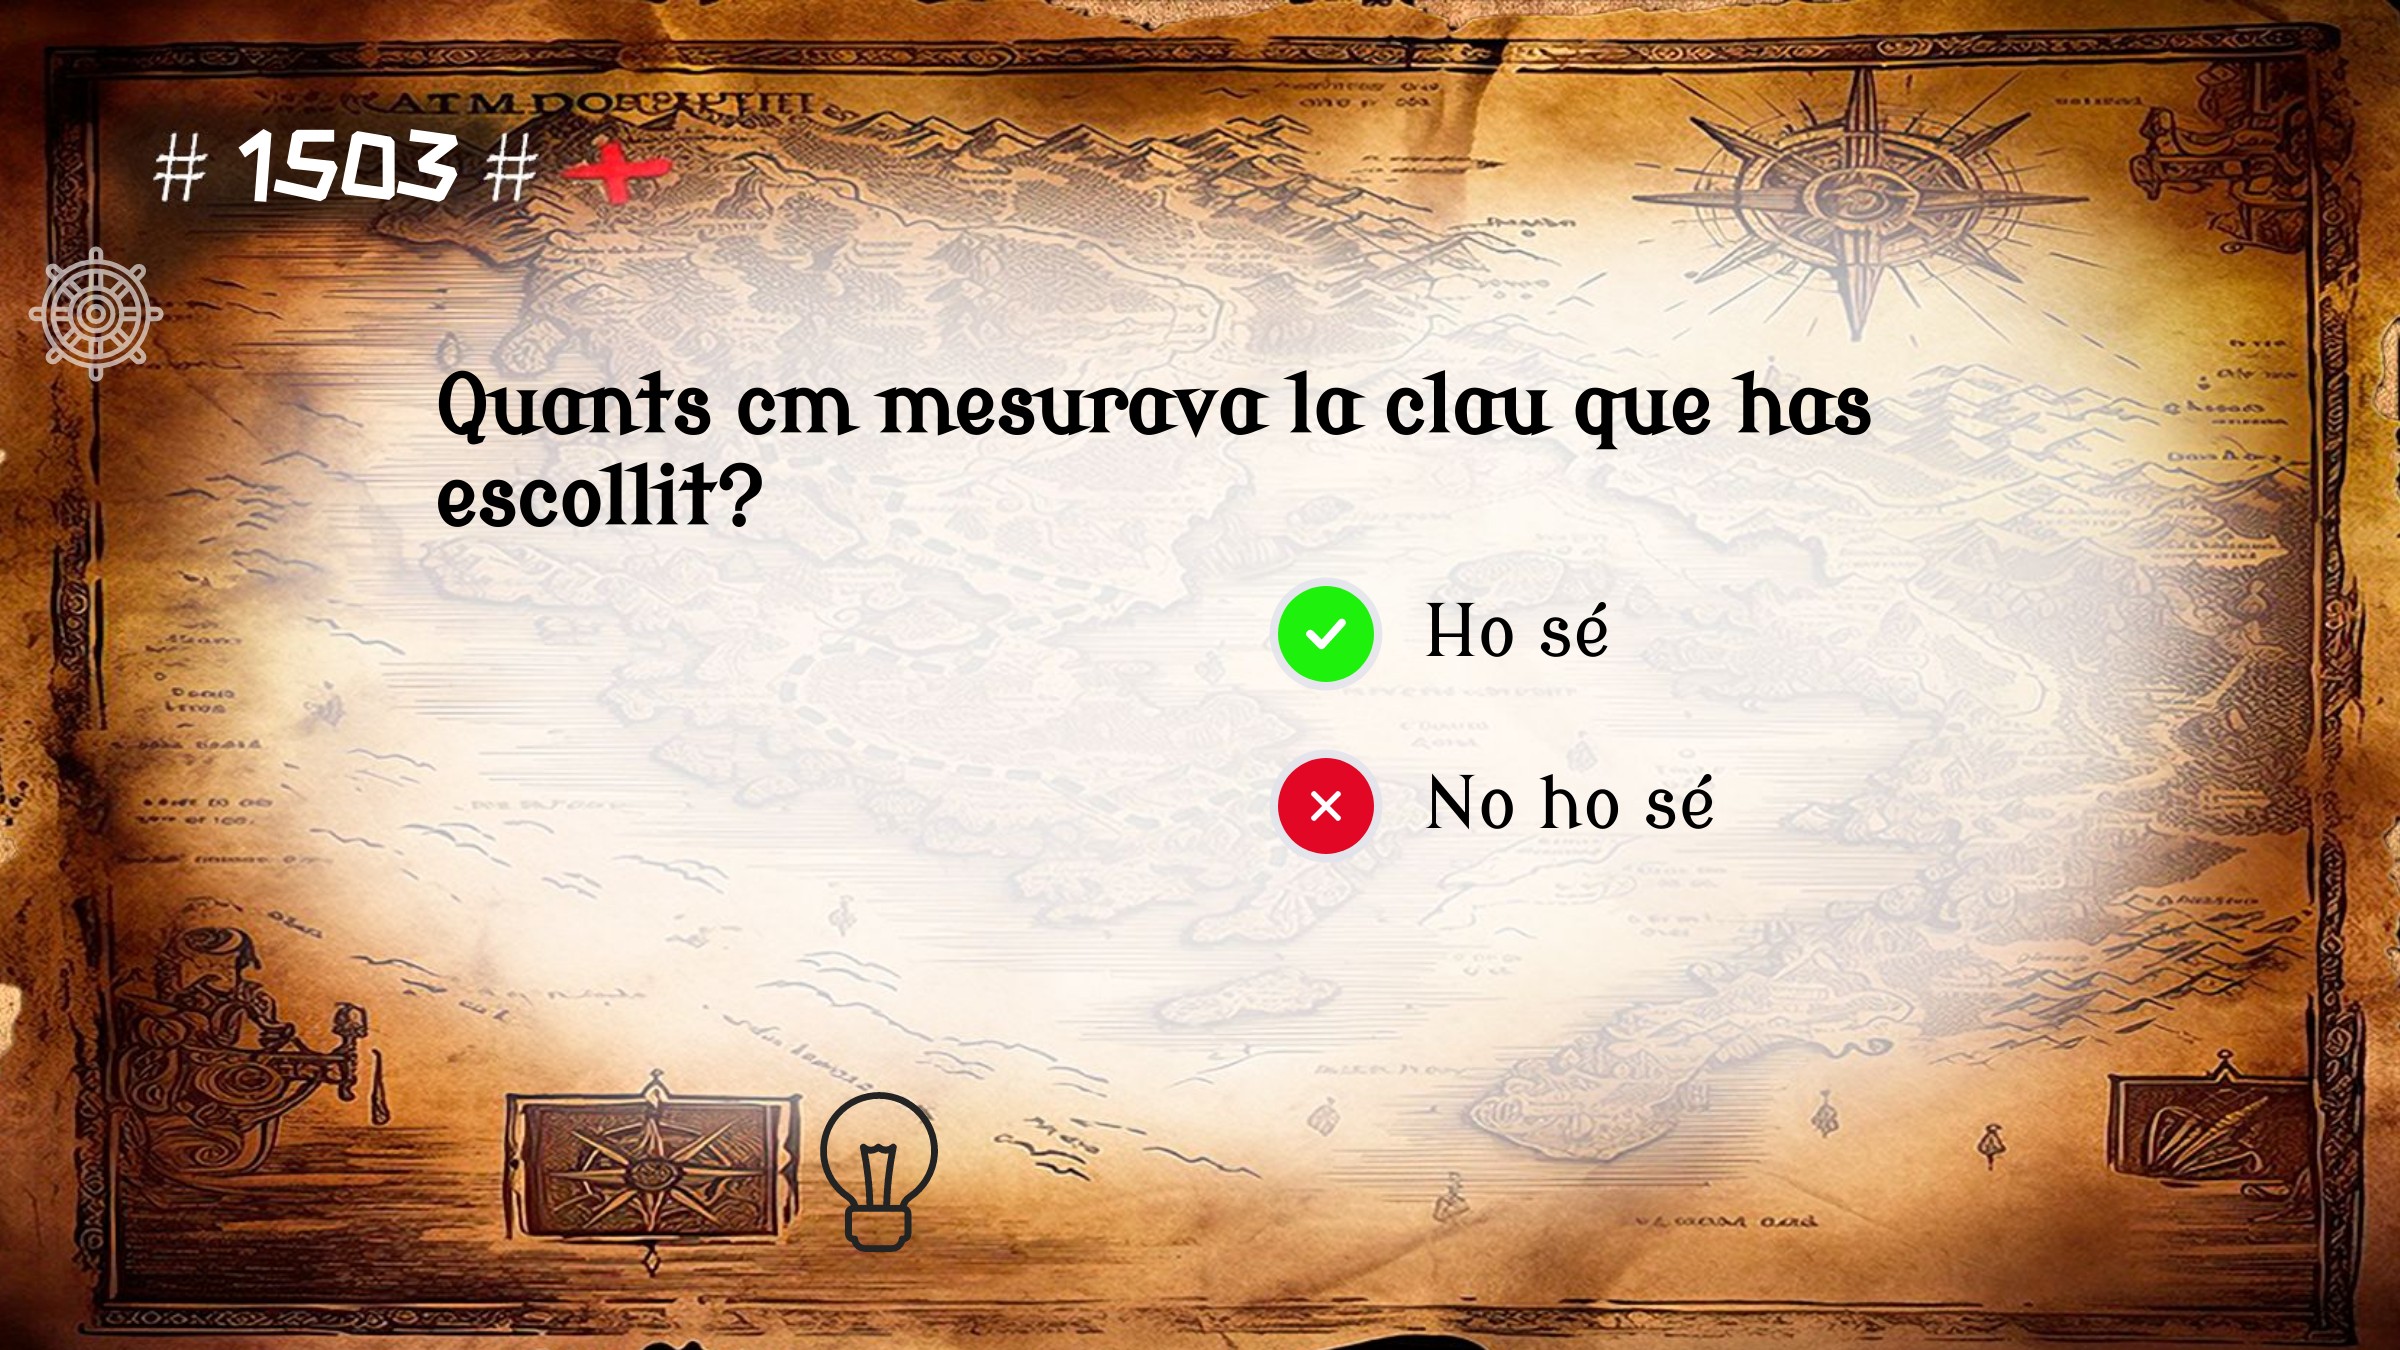 # 1503 #
Quants cm mesurava la clau que has
escollit?
Ho sé
No ho sé